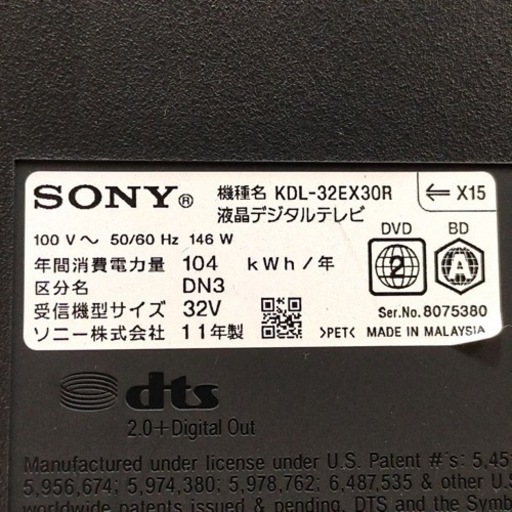 SONY® 機種名 KDL-32EX30R ⇐ X15
液晶デジタルテレビ
100 V～ 50/60 Hz 146 W DVD BD
年間消費電力量 104 kWh/年 2 A
区分名 DN3
受信機型サイズ 32V Ser.No. 8075380
ソニー株式会社 11年製 >PET< MADE IN MALAYSIA
dts
2.0+Digital Out
Manufactured under license under U.S. Patent #'s: 5,45
5,956,674; 5,974,380; 5,978,762; 6,487,535 & other U.S
worldwide patents issued & pending. DTS and the Symb